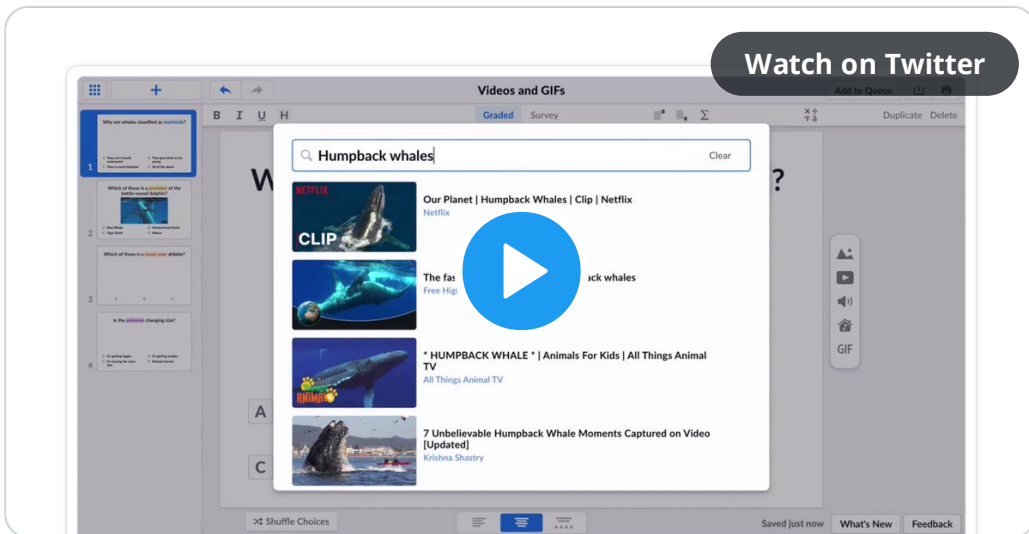 Watch on Twitter
Videos and GIFs
Add to Queue
B I U H
Graded Survey
Duplicate Delete
Why are whales classified as mammals?
1
Which of these is a predator of the
bottle-nosed dolphin?
2
Which of these is a
3
Is the universe changing size?
4
W ?
Humpback whales
Clear
NETFLIX
CLIP
Our Planet | Humpback Whales | Clip | Netflix
Netflix
The fas ack whales
Free Hig
* HUMPBACK WHALE * | Animals For Kids | All Things Animal
TV
All Things Animal TV
7 Unbelievable Humpback Whale Moments Captured on Video
[Updated]
Krishna Shastry
GIF
A
C
Shuffle Choices
Saved just now
What's New
Feedback